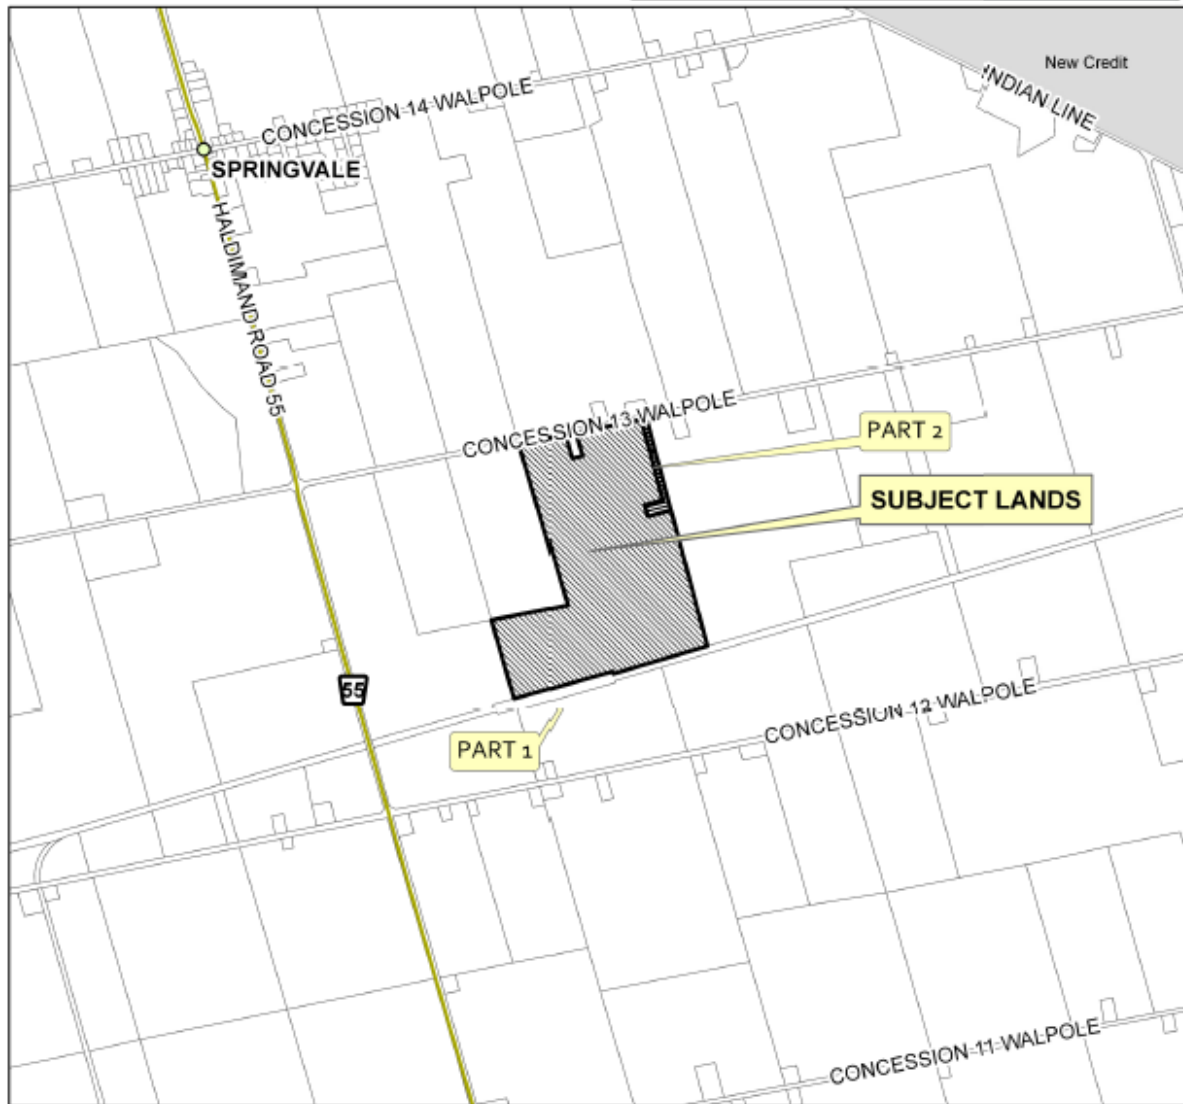 New Credit
INDIAN LINE
CONCESSION 14 WALPOLE
SPRINGVALE
HALDIMAND ROAD 55
CONCESSION 13 WALPOLE
PART 2
SUBJECT LANDS
55
PART 1
CONCESSION 12 WALPOLE
CONCESSION 11 WALPOLE